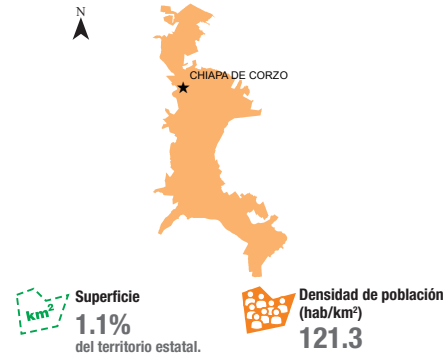 N
CHIAPA DE CORZO
km²
Superficie
1.1%
del territorio estatal.
Densidad de población
(hab/km²)
121.3